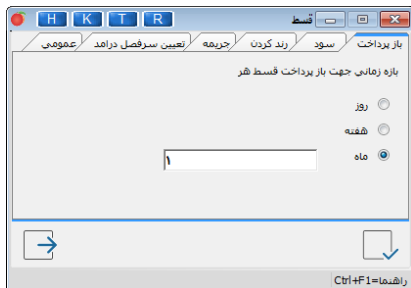 قسط R T K H
باز پرداخت سود رند کردن جریمه تعیین سرفصل درامد عمومی
بازه زمانی جهت باز پرداخت قسط هر
روز
هفته
ماه ۱
راهنما=Ctrl+F1